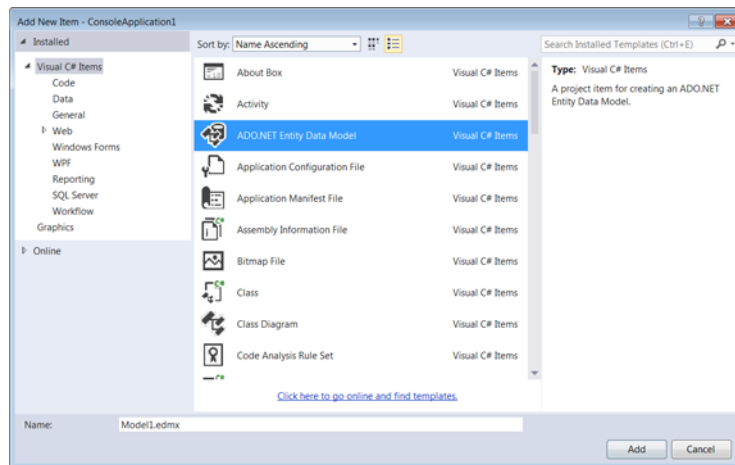 Add New Item - ConsoleApplication1
Installed
Visual C# Items
Code
Data
General
Web
Windows Forms
WPF
Reporting
SQL Server
Workflow
Graphics
Online
Sort by: Name Ascending
About Box Visual C# Items
Activity Visual C# Items
ADO.NET Entity Data Model Visual C# Items
Application Configuration File Visual C# Items
Application Manifest File Visual C# Items
Assembly Information File Visual C# Items
Bitmap File Visual C# Items
Class Visual C# Items
Class Diagram Visual C# Items
Code Analysis Rule Set Visual C# Items
Click here to go online and find templates.
Search Installed Templates (Ctrl+E)
Type: Visual C# Items
A project item for creating an ADO.NET
Entity Data Model.
Name: Model1.edmx
Add Cancel